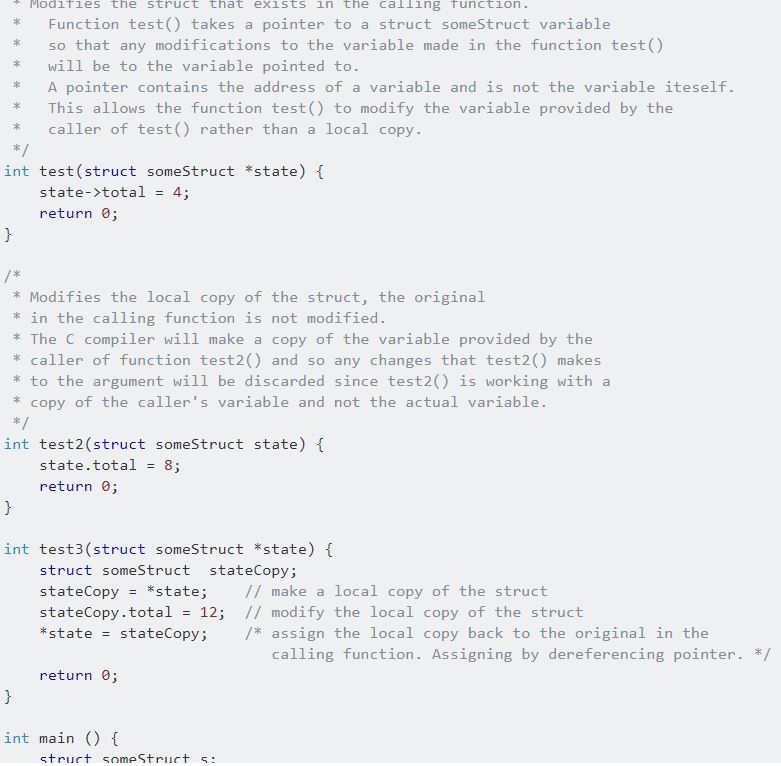 * Modifies the struct that exists in the calling function.
 *   Function test() takes a pointer to a struct someStruct variable
 *   so that any modifications to the variable made in the function test()
 *   will be to the variable pointed to.
 *   A pointer contains the address of a variable and is not the variable iteself.
 *   This allows the function test() to modify the variable provided by the
 *   caller of test() rather than a local copy.
 */
int test(struct someStruct *state) {
    state->total = 4;
    return 0;
}
/*
 * Modifies the local copy of the struct, the original
 * in the calling function is not modified.
 * The C compiler will make a copy of the variable provided by the
 * caller of function test2() and so any changes that test2() makes
 * to the argument will be discarded since test2() is working with a
 * copy of the caller's variable and not the actual variable.
 */
int test2(struct someStruct state) {
    state.total = 8;
    return 0;
}
int test3(struct someStruct *state) {
    struct someStruct  stateCopy;
    stateCopy = *state;    // make a local copy of the struct
    stateCopy.total = 12;  // modify the local copy of the struct
    *state = stateCopy;    /* assign the local copy back to the original in the
                              calling function. Assigning by dereferencing pointer. */
    return 0;
}
int main () {
    struct someStruct s;